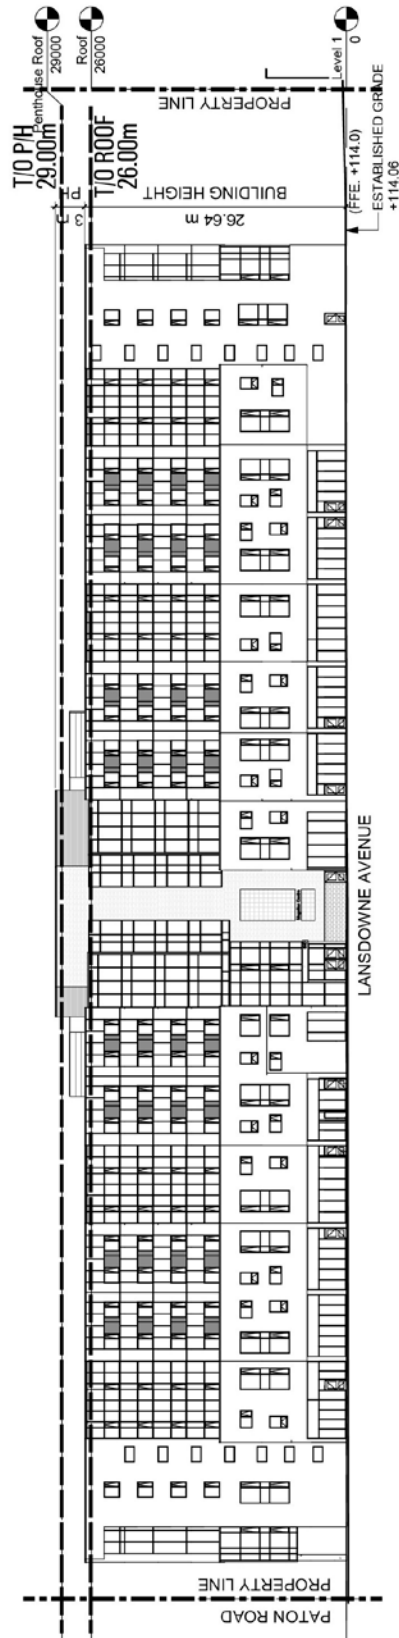 Penthouse Roof
29000
Roof
26000
Level 1
0
T/O P/H
29.00m
T/O ROOF
26.00m
PROPERTY LINE
PH
3 m
BUILDING HEIGHT
26.64 m
(FFE. +114.0)
ESTABLISHED GRADE
+114.06
LANSDOWNE AVENUE
PROPERTY LINE
PATON ROAD